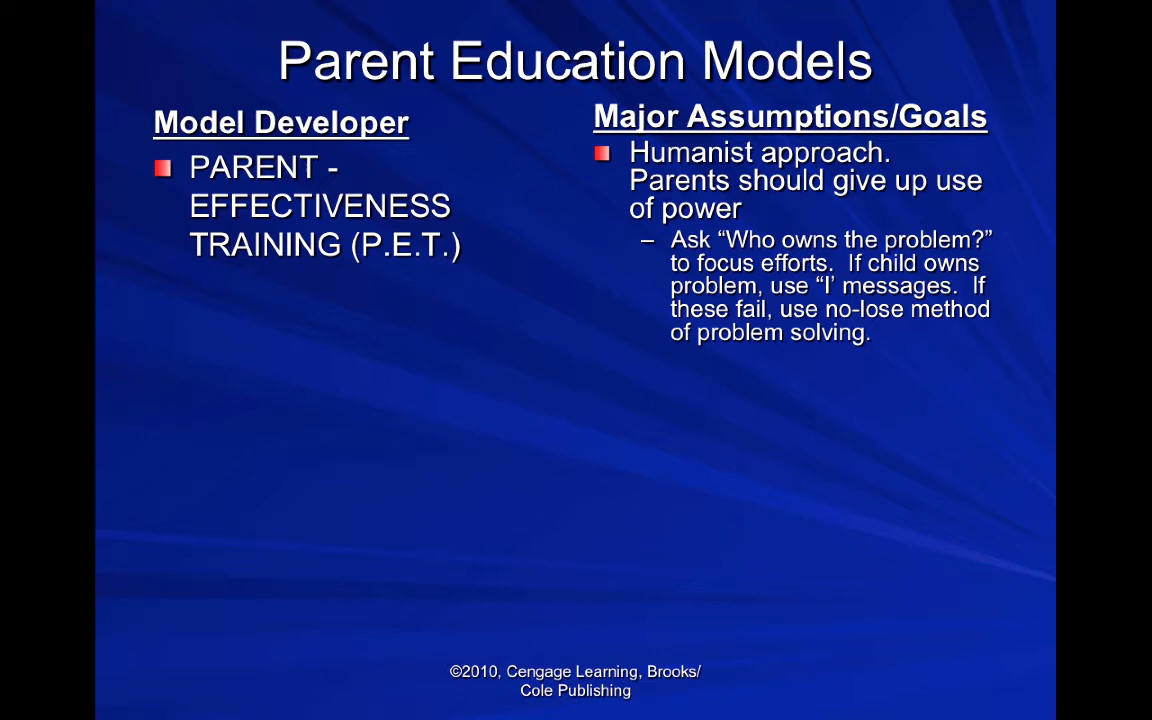 Parent Education Models
Model Developer
PARENT -
EFFECTIVENESS
TRAINING (P.E.T.)
Major Assumptions/Goals
Humanist approach.
Parents should give up use
of power
– Ask “Who owns the problem?”
to focus efforts.  If child owns
problem, use “I’ messages.  If
these fail, use no-lose method
of problem solving.
©2010, Cengage Learning, Brooks/
Cole Publishing